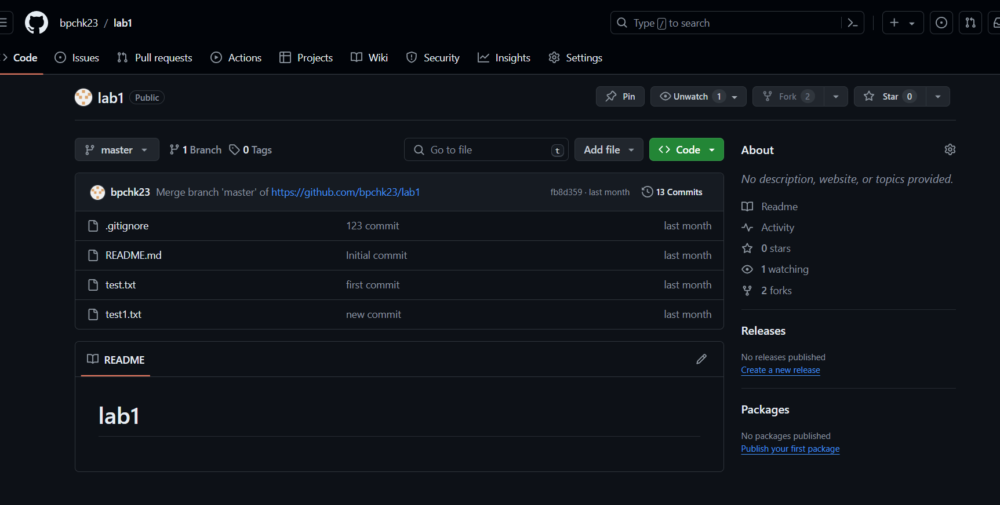 bpchk23 / lab1
Type / to search
Code Issues Pull requests Actions Projects Wiki Security Insights Settings
lab1 Public
Pin Unwatch 1 Fork 2 Star 0
master 1 Branch 0 Tags Go to file t Add file Code
bpchk23 Merge branch 'master' of https://github.com/bpchk23/lab1 fb8d359 · last month 13 Commits
.gitignore 123 commit last month
README.md Initial commit last month
test.txt first commit last month
test1.txt new commit last month
README
lab1
About
No description, website, or topics provided.
Readme
Activity
0 stars
1 watching
2 forks
Releases
No releases published
Create a new release
Packages
No packages published
Publish your first package